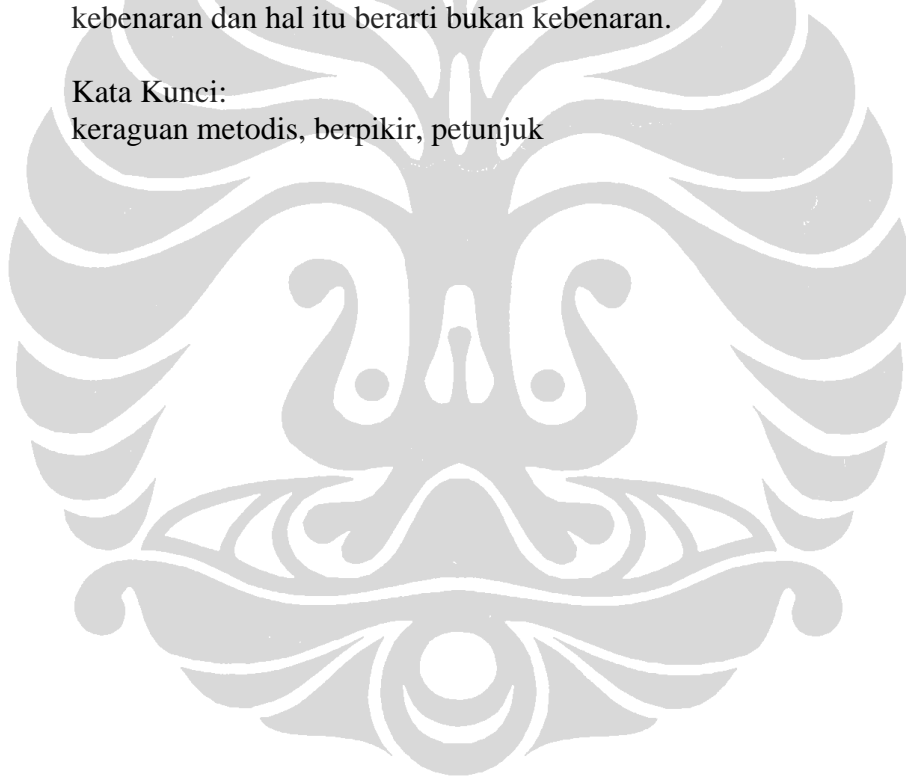 kebenaran dan hal itu berarti bukan kebenaran.
Kata Kunci:
keraguan metodis, berpikir, petunjuk